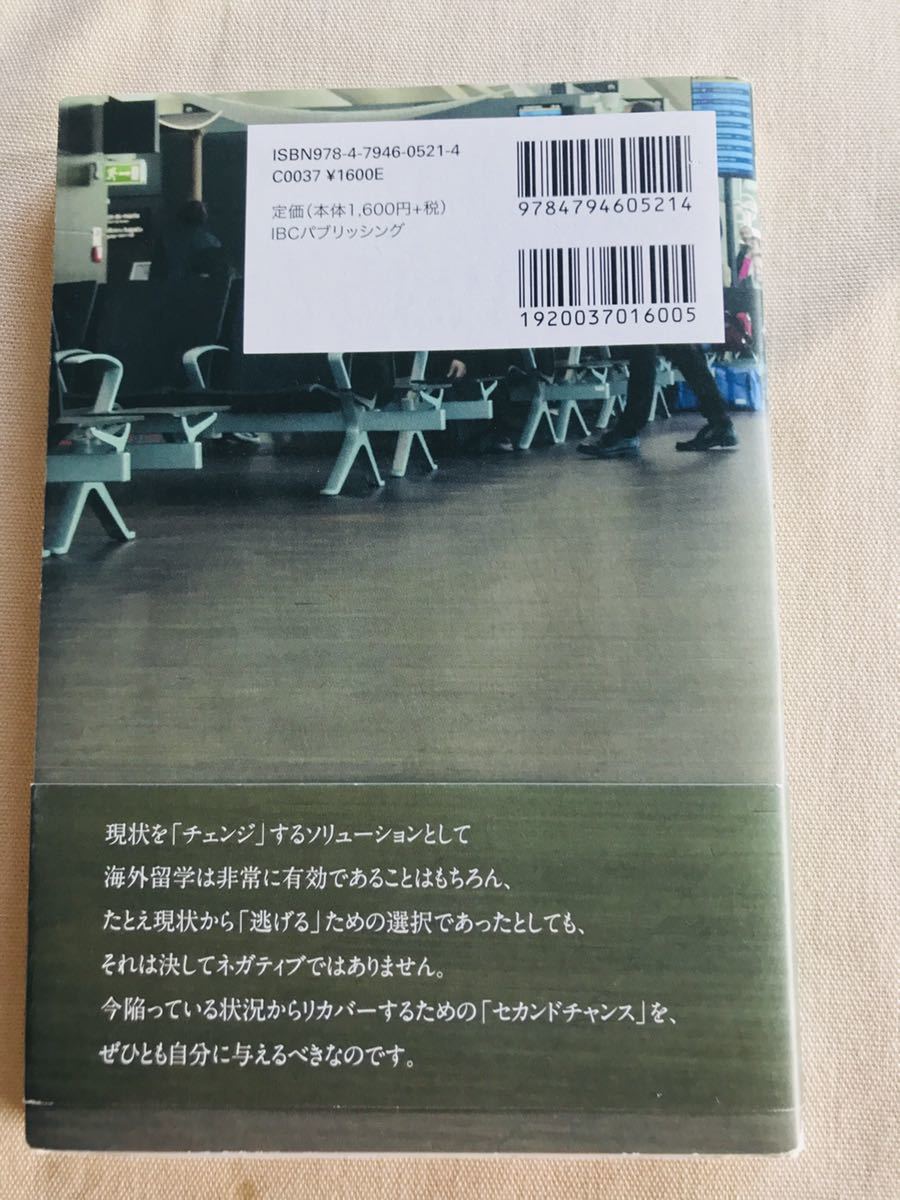 ISBN978-4-7946-0521-4
C0037 ¥1600E
定価(本体1,600円+税)
IBCパブリッシング
9784794605214
1920037016005
現状を「チェンジ」するソリューションとして
海外留学は非常に有効であることはもちろん、
たとえ現状から「逃げる」ための選択であったとしても、
それは決してネガティブではありません。
今陥っている状況からリカバーするための「セカンドチャンス」を、
ぜひとも自分に与えるべきなのです。